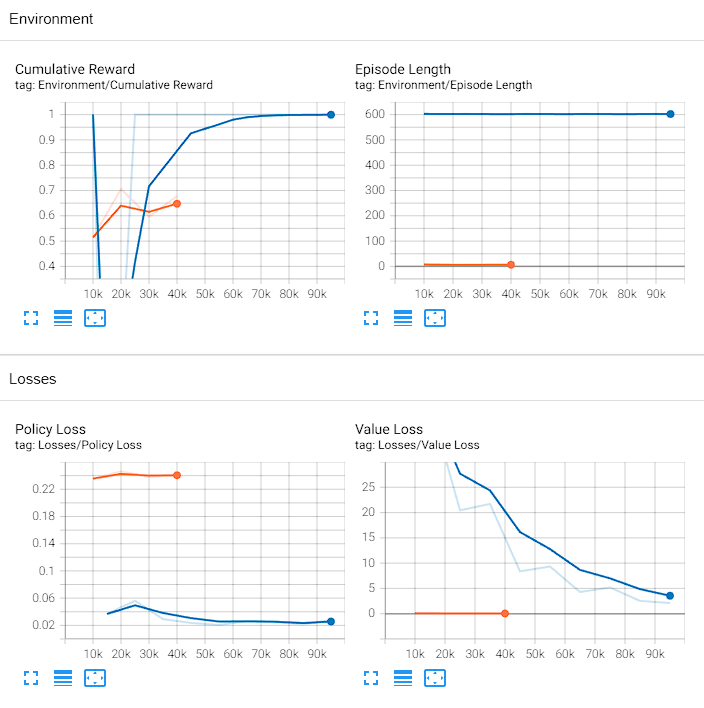 Environment
Cumulative Reward
tag: Environment/Cumulative Reward
1
0.9
0.8
0.7
0.6
0.5
0.4
10k 20k 30k 40k 50k 60k 70k 80k 90k
Episode Length
tag: Environment/Episode Length
600
500
400
300
200
100
0
10k 20k 30k 40k 50k 60k 70k 80k 90k
Losses
Policy Loss
tag: Losses/Policy Loss
0.22
0.18
0.14
0.1
0.06
0.02
10k 20k 30k 40k 50k 60k 70k 80k 90k
Value Loss
tag: Losses/Value Loss
25
20
15
10
5
0
10k 20k 30k 40k 50k 60k 70k 80k 90k